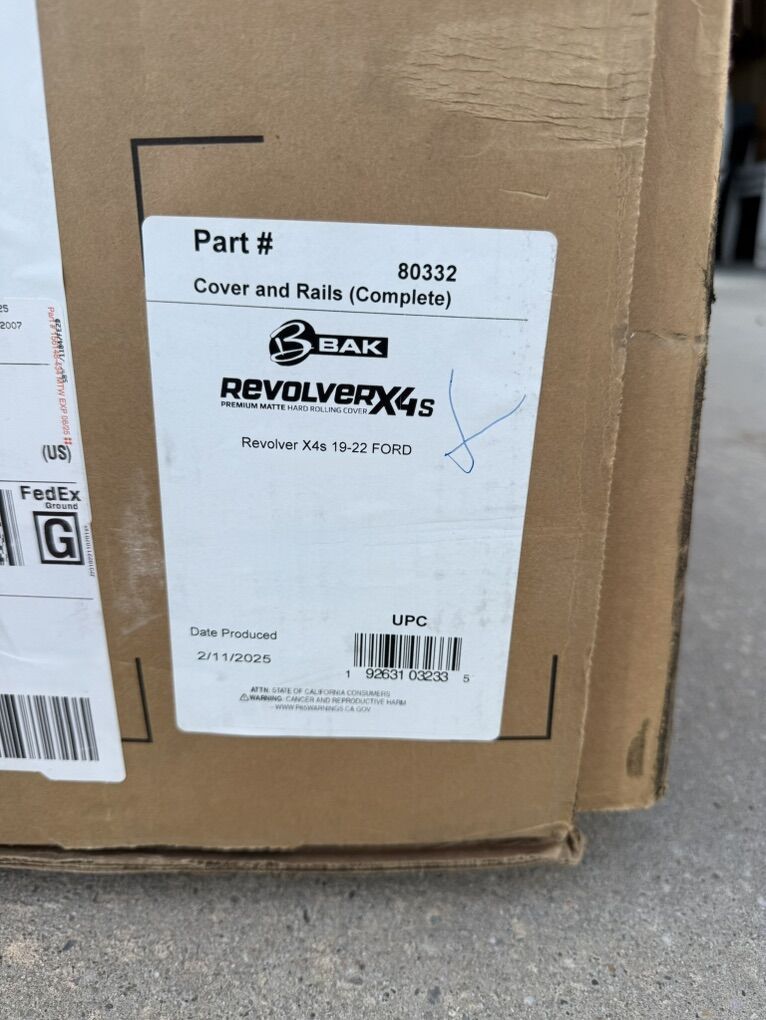 Part #
80332
Cover and Rails (Complete)
BAK
REVOLVERX4S
PREMIUM MATTE HARD ROLLING COVER
Revolver X4s 19-22 FORD
UPC
Date Produced
2/11/2025
1 92631 03233 5
ATTN: STATE OF CALIFORNIA CONSUMERS
WARNING: CANCER AND REPRODUCTIVE HARM
- WWW.P65WARNINGS.CA.GOV
25
2007
(US)
FedEx
Ground
G